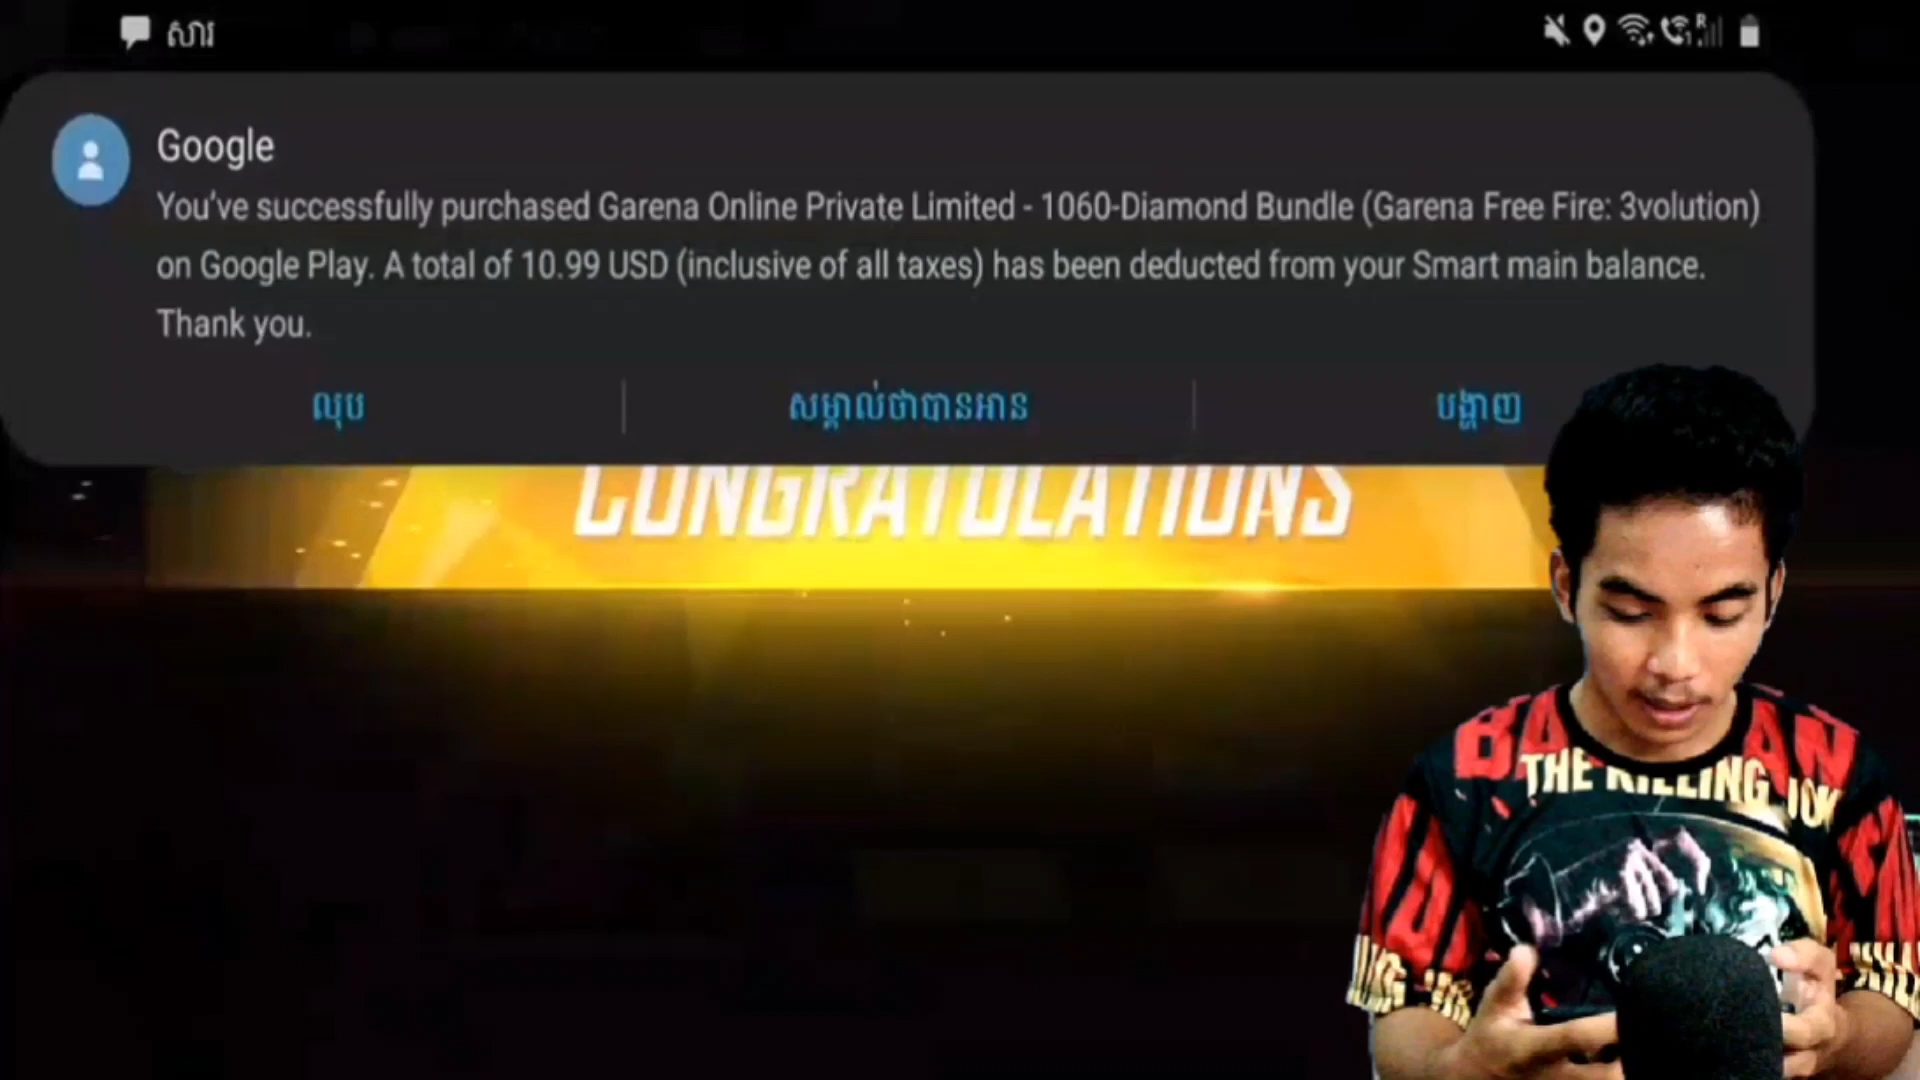 សារ
Google
You've successfully purchased Garena Online Private Limited - 1060-Diamond Bundle (Garena Free Fire: 3volution)
on Google Play. A total of 10.99 USD (inclusive of all taxes) has been deducted from your Smart main balance.
Thank you.
លុប
សម្គាល់ថាបានអាន
បង្ហាញ
CONGRATULATIONS
THE KILLING JOK